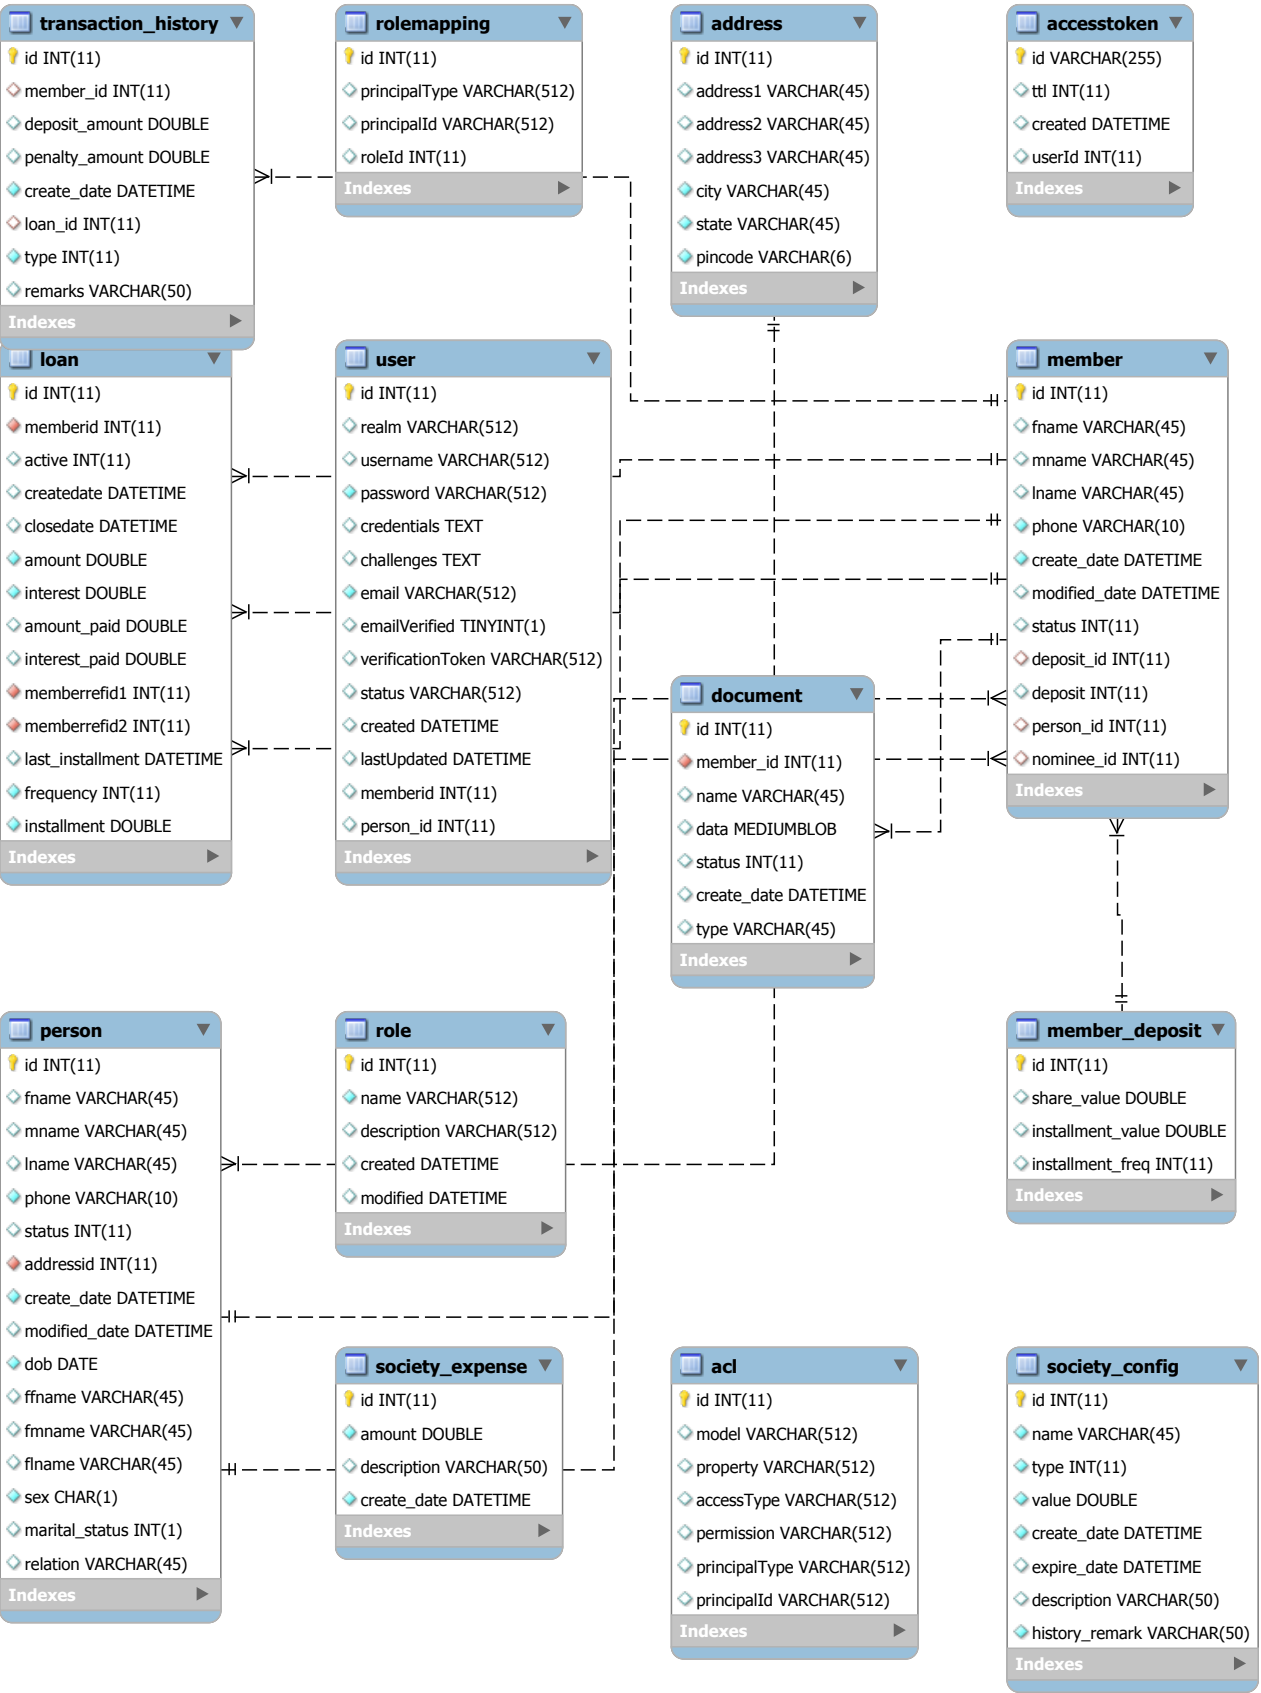 transaction_history
id INT(11)
member_id INT(11)
deposit_amount DOUBLE
penalty_amount DOUBLE
create_date DATETIME
loan_id INT(11)
type INT(11)
remarks VARCHAR(50)
Indexes
rolemapping
id INT(11)
principalType VARCHAR(512)
principalId VARCHAR(512)
roleId INT(11)
Indexes
address
id INT(11)
address1 VARCHAR(45)
address2 VARCHAR(45)
address3 VARCHAR(45)
city VARCHAR(45)
state VARCHAR(45)
pincode VARCHAR(6)
Indexes
accesstoken
id VARCHAR(255)
ttl INT(11)
created DATETIME
userId INT(11)
Indexes
loan
id INT(11)
memberid INT(11)
active INT(11)
createdate DATETIME
closedate DATETIME
amount DOUBLE
interest DOUBLE
amount_paid DOUBLE
interest_paid DOUBLE
memberrefid1 INT(11)
memberrefid2 INT(11)
last_installment DATETIME
frequency INT(11)
installment DOUBLE
Indexes
user
id INT(11)
realm VARCHAR(512)
username VARCHAR(512)
password VARCHAR(512)
credentials TEXT
challenges TEXT
email VARCHAR(512)
emailVerified TINYINT(1)
verificationToken VARCHAR(512)
status VARCHAR(512)
created DATETIME
lastUpdated DATETIME
memberid INT(11)
person_id INT(11)
Indexes
document
id INT(11)
member_id INT(11)
name VARCHAR(45)
data MEDIUMBLOB
status INT(11)
create_date DATETIME
type VARCHAR(45)
Indexes
member
id INT(11)
fname VARCHAR(45)
mname VARCHAR(45)
lname VARCHAR(45)
phone VARCHAR(10)
create_date DATETIME
modified_date DATETIME
status INT(11)
deposit_id INT(11)
deposit INT(11)
person_id INT(11)
nominee_id INT(11)
Indexes
person
id INT(11)
fname VARCHAR(45)
mname VARCHAR(45)
lname VARCHAR(45)
phone VARCHAR(10)
status INT(11)
addressid INT(11)
create_date DATETIME
modified_date DATETIME
dob DATE
ffname VARCHAR(45)
fmname VARCHAR(45)
flname VARCHAR(45)
sex CHAR(1)
marital_status INT(1)
relation VARCHAR(45)
Indexes
role
id INT(11)
name VARCHAR(512)
description VARCHAR(512)
created DATETIME
modified DATETIME
Indexes
member_deposit
id INT(11)
share_value DOUBLE
installment_value DOUBLE
installment_freq INT(11)
Indexes
society_expense
id INT(11)
amount DOUBLE
description VARCHAR(50)
create_date DATETIME
Indexes
acl
id INT(11)
model VARCHAR(512)
property VARCHAR(512)
accessType VARCHAR(512)
permission VARCHAR(512)
principalType VARCHAR(512)
principalId VARCHAR(512)
Indexes
society_config
id INT(11)
name VARCHAR(45)
type INT(11)
value DOUBLE
create_date DATETIME
expire_date DATETIME
description VARCHAR(50)
history_remark VARCHAR(50)
Indexes